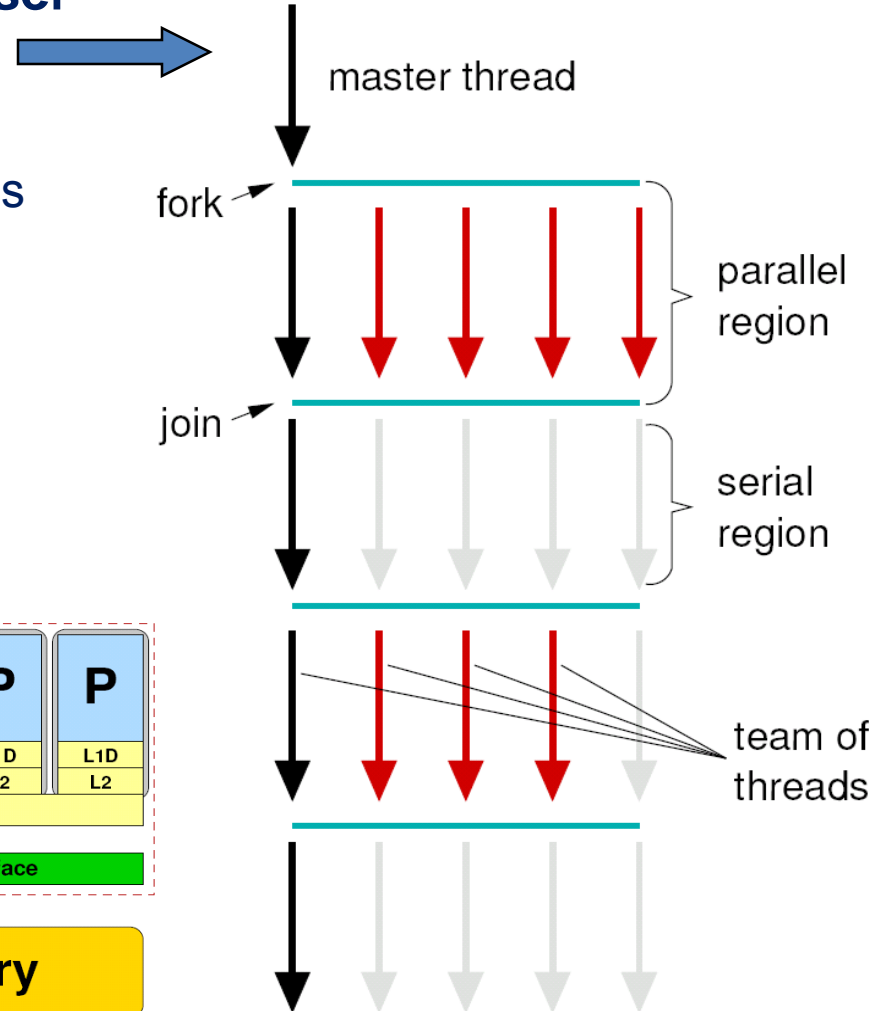 master thread
s
fork
parallel
region
join
serial
region
P
P
team of
threads
D
L1D
2
L2
ace
ry